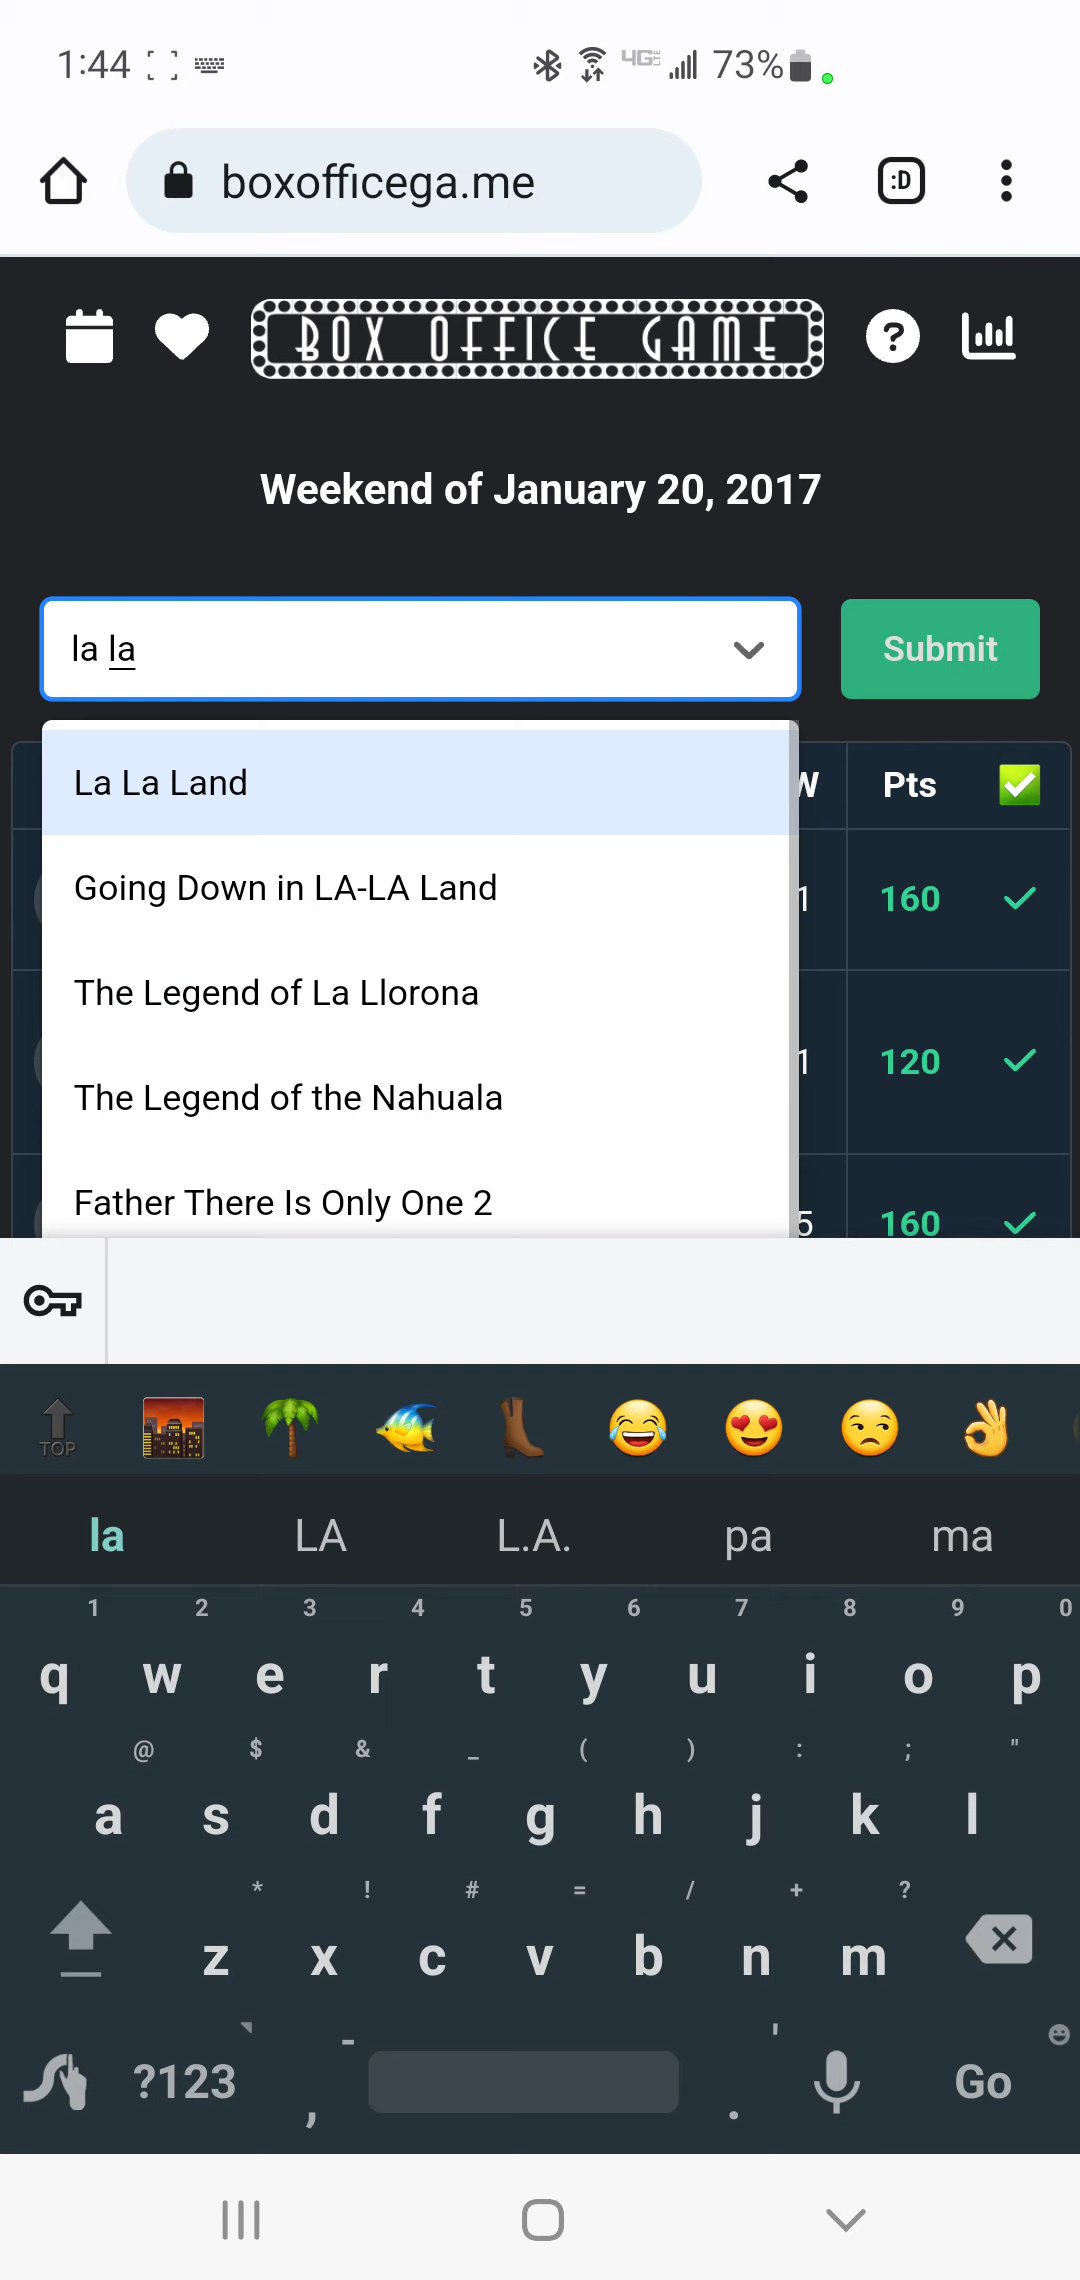 1:44 4G LTE 73%
boxofficega.me :D
BOX OFFICE GAME ?
Weekend of January 20, 2017
la la Submit
La La Land W Pts
Going Down in LA-LA Land 1 160
The Legend of La Llorona
The Legend of the Nahuala 1 120
Father There Is Only One 2 5 160
TOP
la LA L.A. pa ma
1 2 3 4 5 6 7 8 9 0
q w e r t y u i o p
@ $ & _ ( ) : ; "
a s d f g h j k l
* ! # = / + ?
z x c v b n m
- '
?123 , . Go